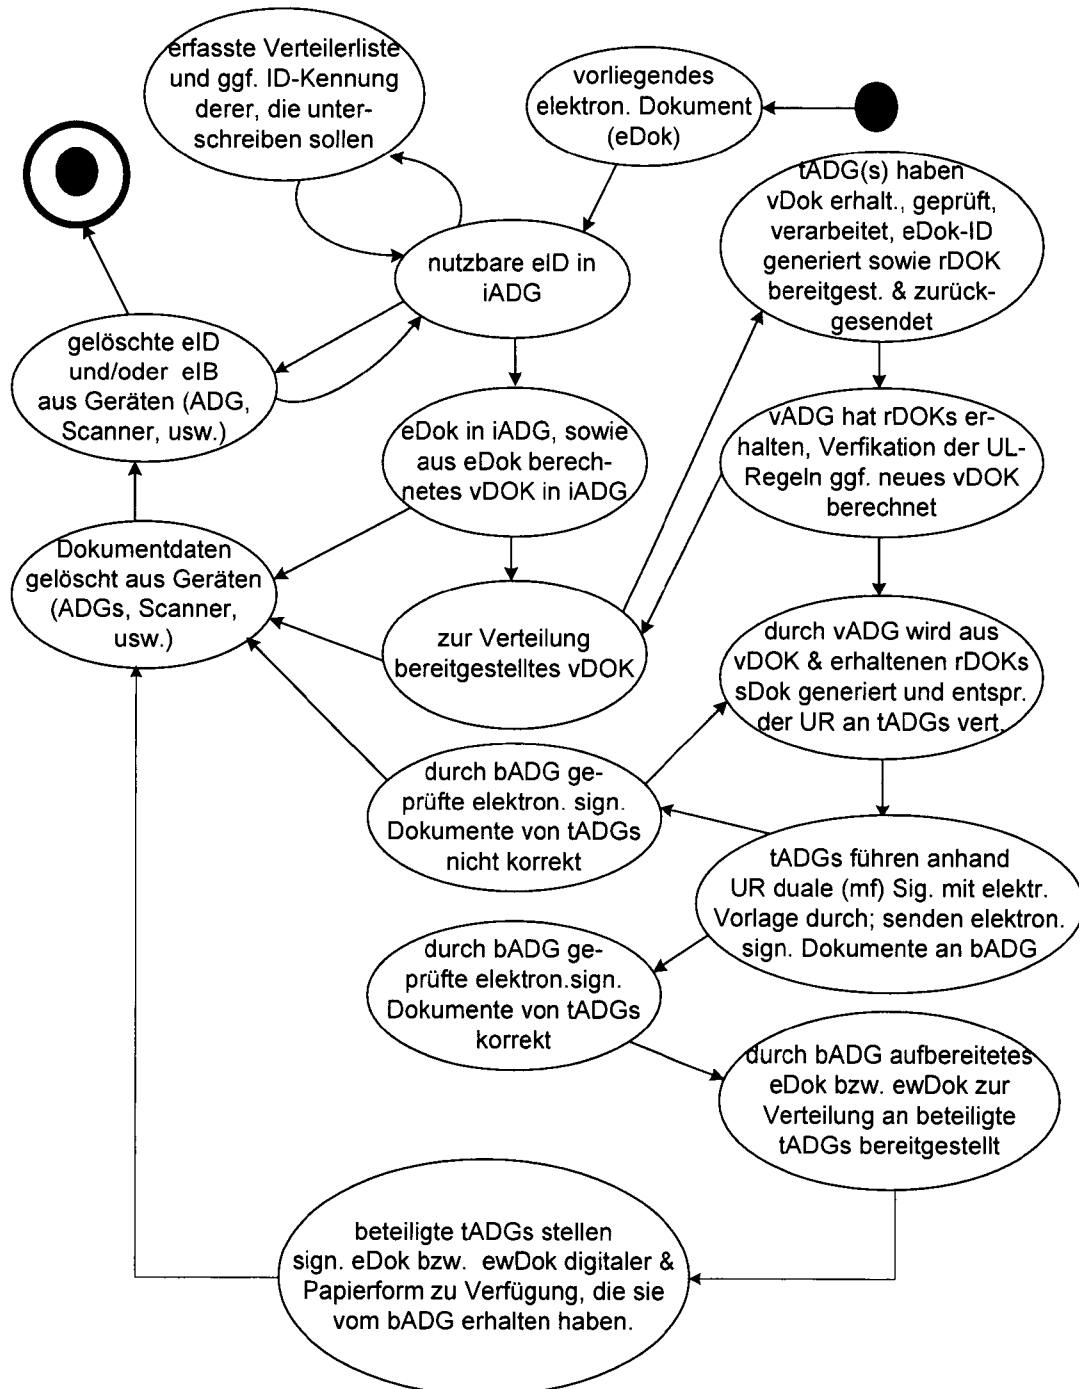 erfasste Verteilerliste
und ggf. ID-Kennung
derer, die unter-
schreiben sollen
vorliegendes
elektron. Dokument
(eDok)
tADG(s) haben
vDok erhalt., geprüft,
verarbeitet, eDok-ID
generiert sowie rDOK
bereitgest. & zurück-
gesendet
nutzbare eID in
iADG
gelöschte eID
und/oder eIB
aus Geräten (ADG,
Scanner, usw.)
eDok in iADG, sowie
aus eDok berech-
netes vDOK in iADG
vADG hat rDOKs er-
halten, Verfikation der UL-
Regeln ggf. neues vDOK
berechnet
Dokumentdaten
gelöscht aus Geräten
(ADGs, Scanner,
usw.)
zur Verteilung
bereitgestelltes vDOK
durch vADG wird aus
vDOK & erhaltenen rDOKs
sDok generiert und entspr.
der UR an tADGs vert.
durch bADG ge-
prüfte elektron. sign.
Dokumente von tADGs
nicht korrekt
tADGs führen anhand
UR duale (mf) Sig. mit elektr.
Vorlage durch; senden elektron.
sign. Dokumente an bADG
durch bADG ge-
prüfte elektron.sign.
Dokumente von tADGs
korrekt
durch bADG aufbereitetes
eDok bzw. ewDok zur
Verteilung an beteiligte
tADGs bereitgestellt
beteiligte tADGs stellen
sign. eDok bzw. ewDok digitaler &
Papierform zu Verfügung, die sie
vom bADG erhalten haben.